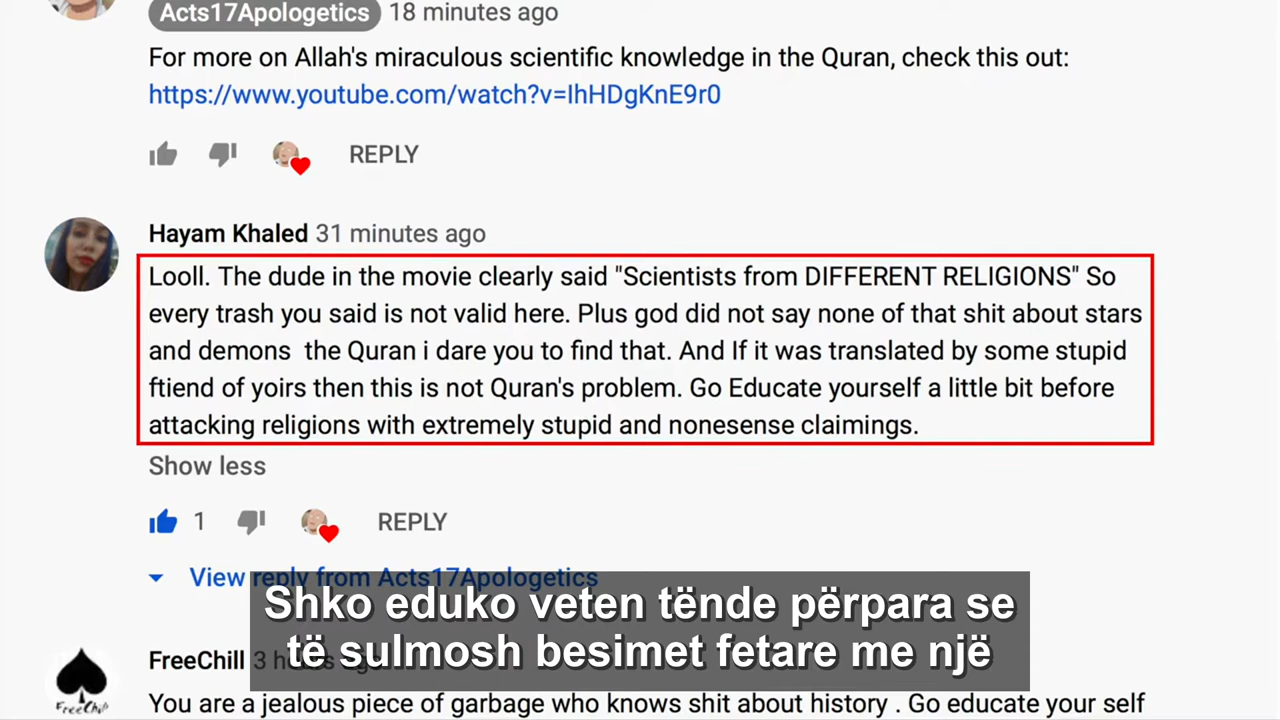 Acts17Apologetics 18 minutes ago
For more on Allah's miraculous scientific knowledge in the Quran, check this out:
https://www.youtube.com/watch?v=IhHDgKnE9r0
REPLY
Hayam Khaled 31 minutes ago
Looll. The dude in the movie clearly said "Scientists from DIFFERENT RELIGIONS" So
every trash you said is not valid here. Plus god did not say none of that shit about stars
and demons the Quran i dare you to find that. And If it was translated by some stupid
ftiend of yoirs then this is not Quran's problem. Go Educate yourself a little bit before
attacking religions with extremely stupid and nonesense claimings.
Show less
1 REPLY
View reply from Acts17Apologetics
Shko eduko veten tënde përpara se
të sulmosh besimet fetare me një
FreeChill 3 hours ago
FreeChill
You are a jealous piece of garbage who knows shit about history . Go educate your self